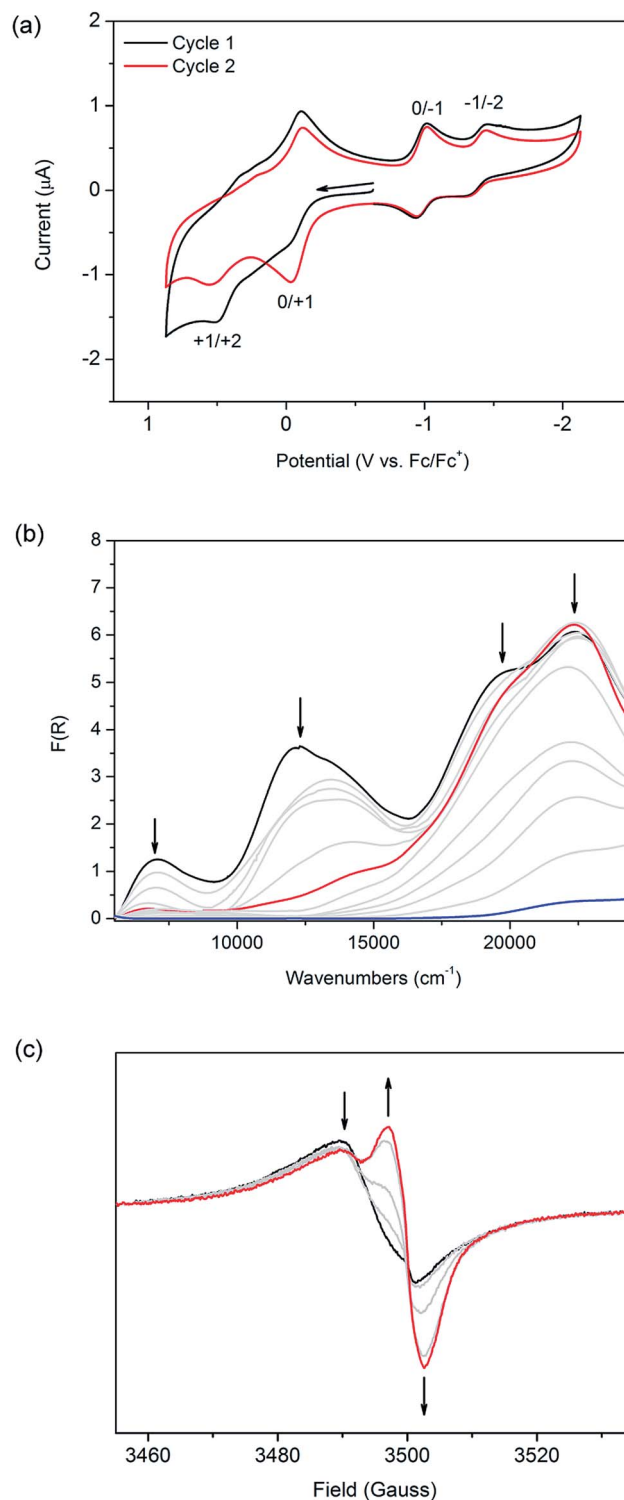 (a)
Cycle 1
Cycle 2
0/-1
-1/-2
0/+1
+1/+2
2
1
0
-1
-2
Current (μA)
1
0
-1
-2
Potential (V vs. Fc/Fc⁺)
(b)
8
7
6
5
4
3
2
1
0
F(R)
10000
15000
20000
Wavenumbers (cm⁻¹)
(c)
3460
3480
3500
3520
Field (Gauss)